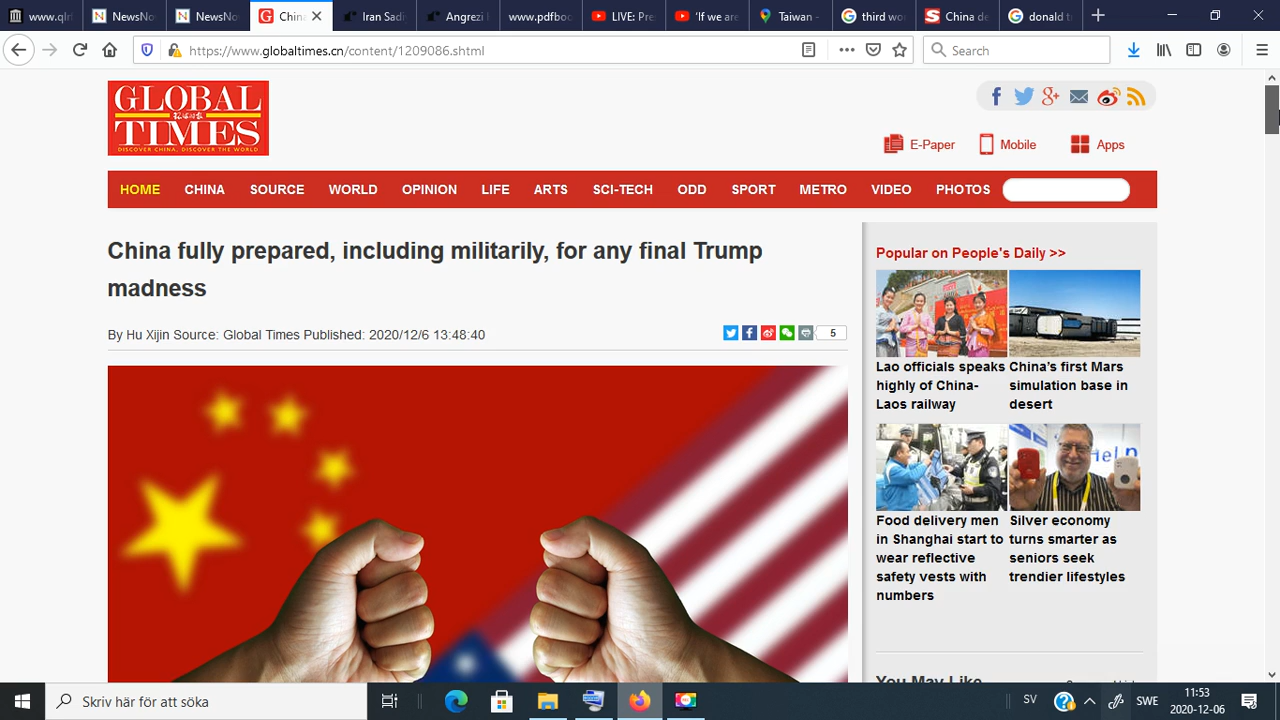 www.qlrf
NewsNo
NewsNo
China
Iran Sadi
Angrezi
www.pdfboo
LIVE: Pre
'If we are
Taiwan -
third wor
China de
donald t
https://www.globaltimes.cn/content/1209086.shtml
Search
GLOBAL
TIMES
DISCOVER CHINA, DISCOVER THE WORLD
E-Paper
Mobile
Apps
HOME CHINA SOURCE WORLD OPINION LIFE ARTS SCI-TECH ODD SPORT METRO VIDEO PHOTOS
China fully prepared, including militarily, for any final Trump
madness
By Hu Xijin Source: Global Times Published: 2020/12/6 13:48:40
5
Popular on People's Daily >>
Lao officials speaks
highly of China-
Laos railway
China's first Mars
simulation base in
desert
Help
Food delivery men
in Shanghai start to
wear reflective
safety vests with
numbers
Silver economy
turns smarter as
seniors seek
trendier lifestyles
You May Like
Skriv här för att söka
SV
SWE
11:53
2020-12-06